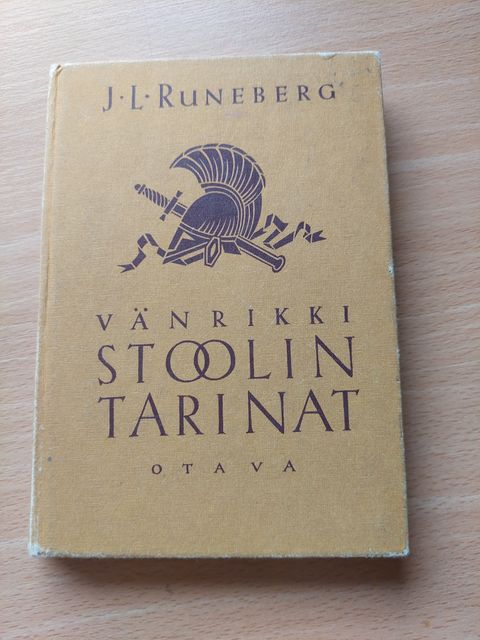 J·L·RUNEBERG
VÄNRIKKI
STOOLIN
TARINAT
OTAVA